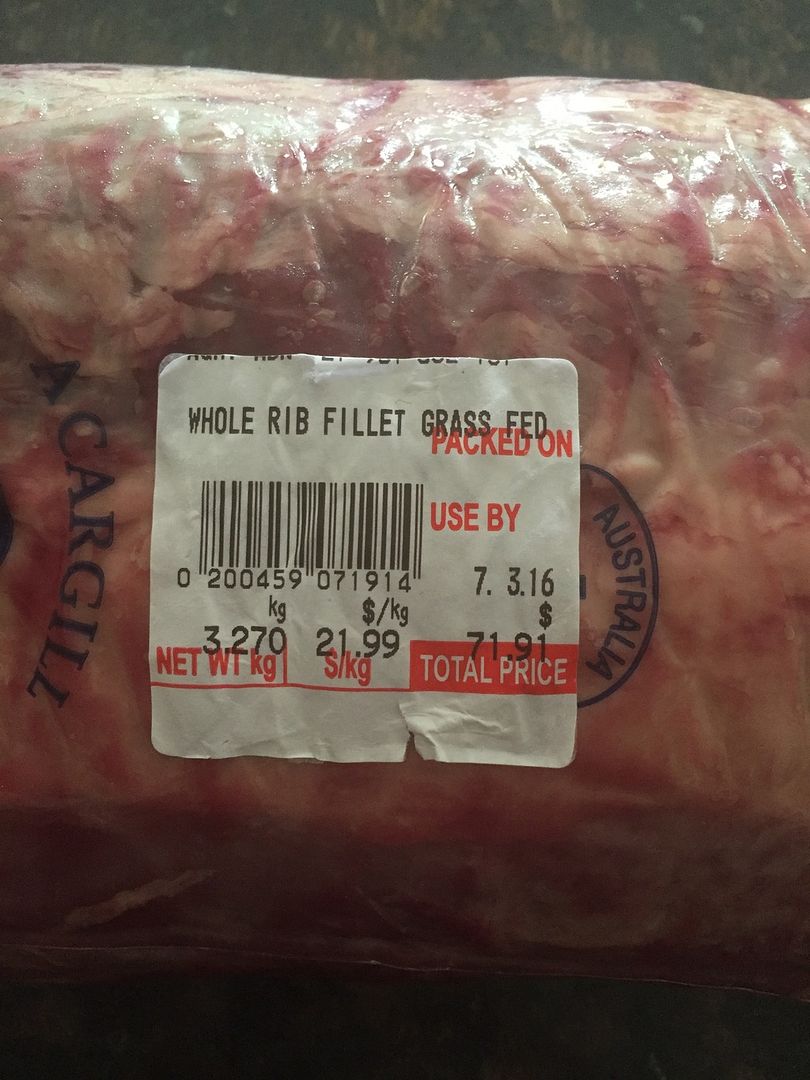 WHOLE RIB FILLET GRASS FED
PACKED ON
USE BY
0 200459 071914
7. 3.16
kg $/kg $
3.270 21.99 71.91
NET WT kg $/kg TOTAL PRICE
A CARGILL
AUSTRALIA